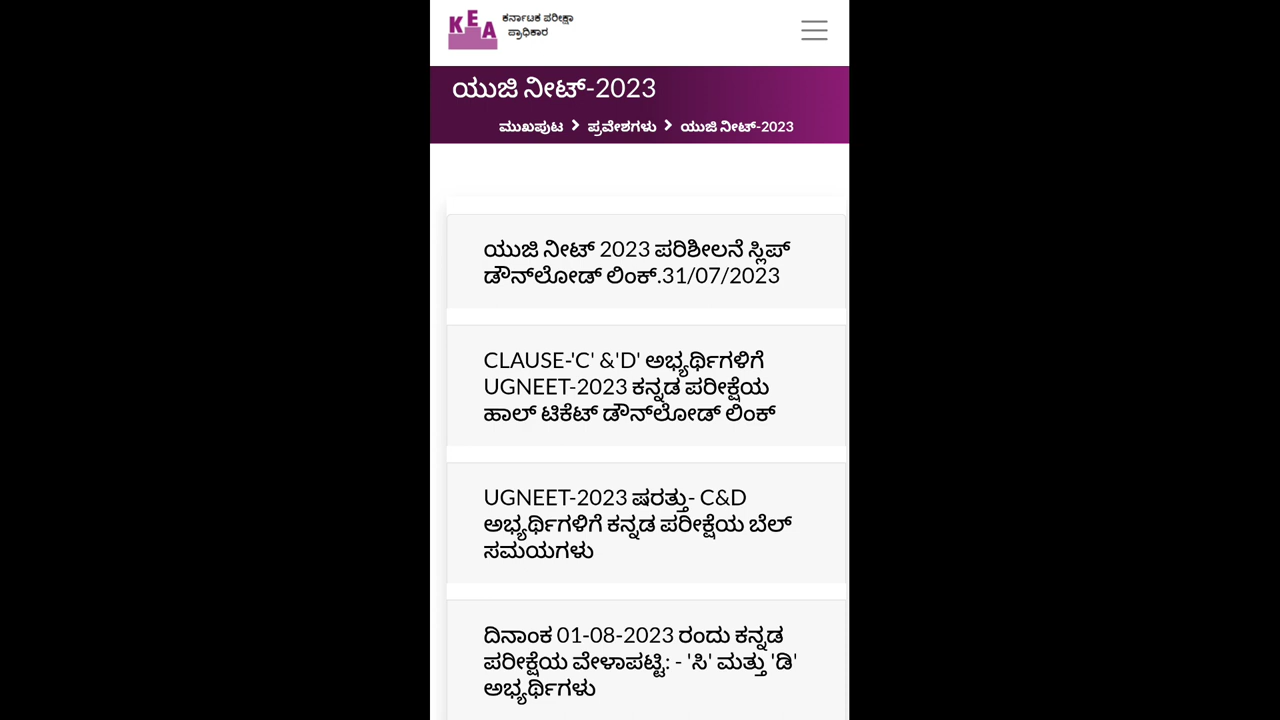 KEA
ಕರ್ನಾಟಕ ಪರೀಕ್ಷಾ
ಪ್ರಾಧಿಕಾರ
ಯುಜಿ ನೀಟ್-2023
ಮುಖಪುಟ > ಪ್ರವೇಶಗಳು > ಯುಜಿ ನೀಟ್-2023
ಯುಜಿ ನೀಟ್ 2023 ಪರಿಶೀಲನೆ ಸ್ಲಿಪ್
ಡೌನ್‌ಲೋಡ್ ಲಿಂಕ್.31/07/2023
CLAUSE-'C' &'D' ಅಭ್ಯರ್ಥಿಗಳಿಗೆ
UGNEET-2023 ಕನ್ನಡ ಪರೀಕ್ಷೆಯ
ಹಾಲ್ ಟಿಕೆಟ್ ಡೌನ್‌ಲೋಡ್ ಲಿಂಕ್
UGNEET-2023 ಷರತ್ತು- C&D
ಅಭ್ಯರ್ಥಿಗಳಿಗೆ ಕನ್ನಡ ಪರೀಕ್ಷೆಯ ಬೆಲ್
ಸಮಯಗಳು
ದಿನಾಂಕ 01-08-2023 ರಂದು ಕನ್ನಡ
ಪರೀಕ್ಷೆಯ ವೇಳಾಪಟ್ಟಿ: - 'ಸಿ' ಮತ್ತು 'ಡಿ'
ಅಭ್ಯರ್ಥಿಗಳು